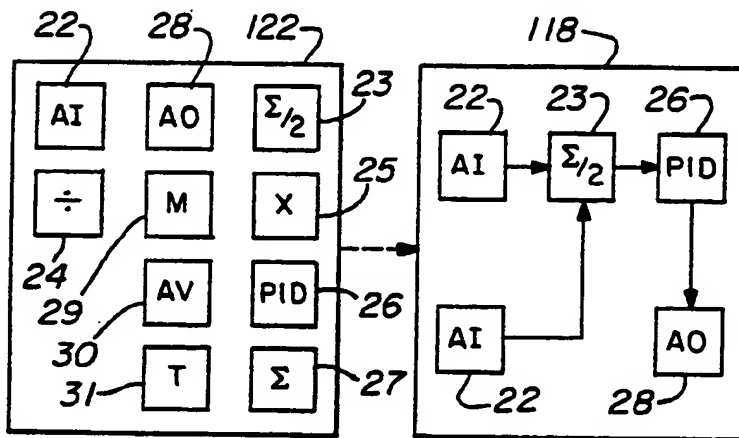 22 28 122
AI AO Σ/2 23
÷ M X 25
24
29 AV PID 26
30
31 T Σ 27
118
22 23 26
AI Σ/2 PID
AI AO
22 28